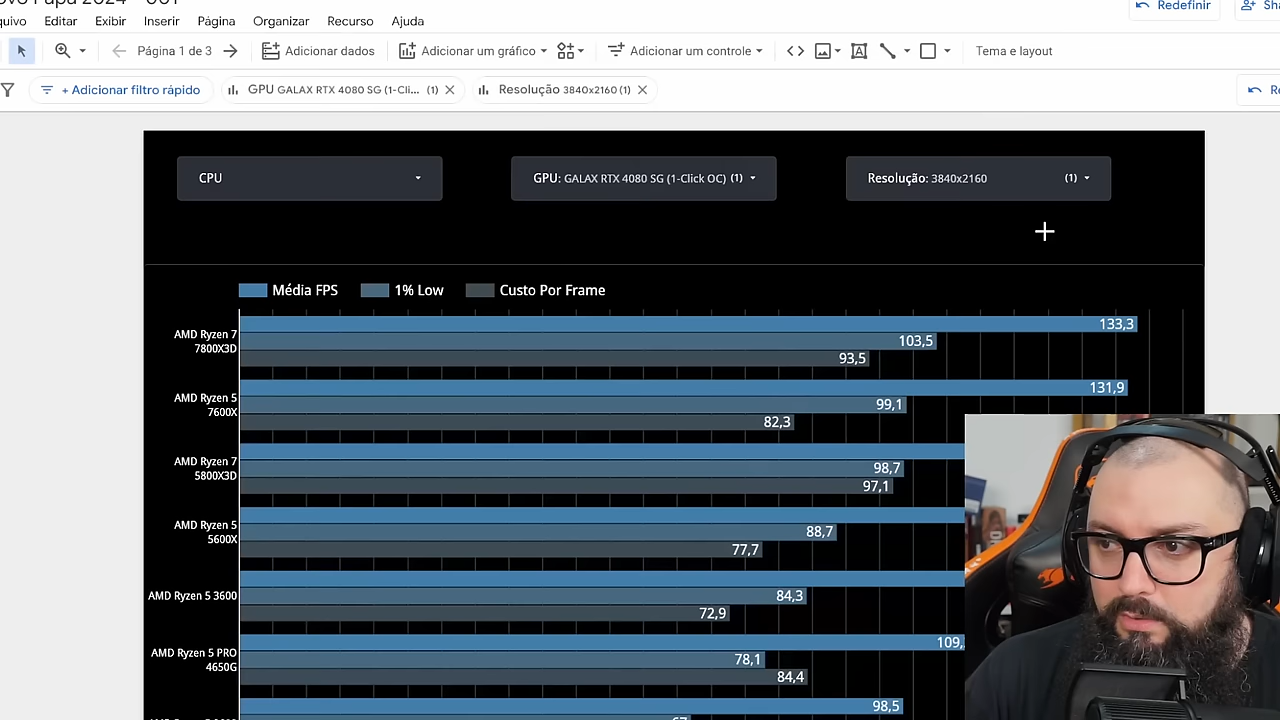 Editar Exibir Inserir Página Organizar Recurso Ajuda
Redefinir
Página 1 de 3 Adicionar dados Adicionar um gráfico Adicionar um controle Tema e layout
+ Adicionar filtro rápido GPU GALAX RTX 4080 SG (1-Cli... (1) Resolução 3840x2160 (1)
CPU GPU: GALAX RTX 4080 SG (1-Click OC) (1) Resolução: 3840x2160 (1)
Média FPS 1% Low Custo Por Frame
AMD Ryzen 7
7800X3D
133,3
103,5
93,5
AMD Ryzen 5
7600X
131,9
99,1
82,3
AMD Ryzen 7
5800X3D
98,7
97,1
AMD Ryzen 5
5600X
88,7
77,7
AMD Ryzen 5 3600
84,3
72,9
AMD Ryzen 5 PRO
4650G
109,
78,1
84,4
98,5